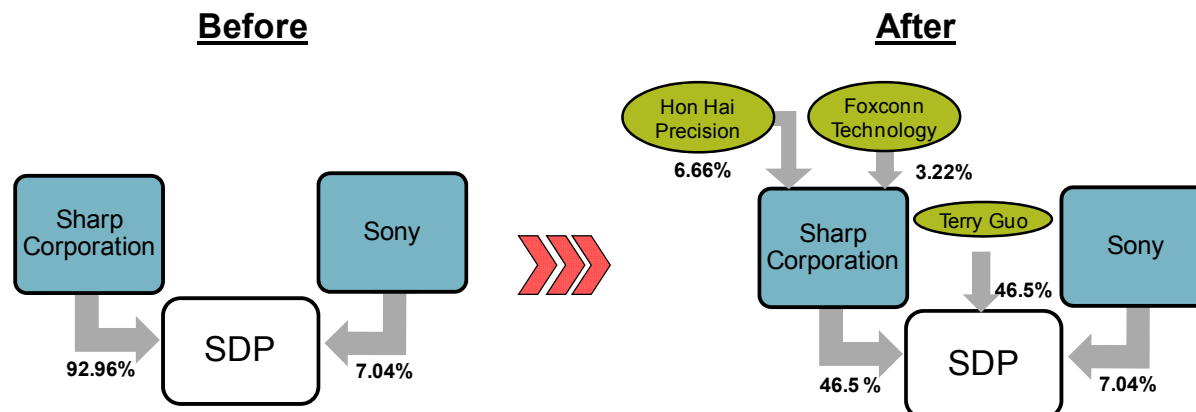 Before
Sharp
Corporation
Sony
SDP
92.96%
7.04%
After
Hon Hai
Precision
Foxconn
Technology
6.66%
3.22%
Sharp
Corporation
Terry Guo
Sony
46.5%
SDP
46.5 %
7.04%